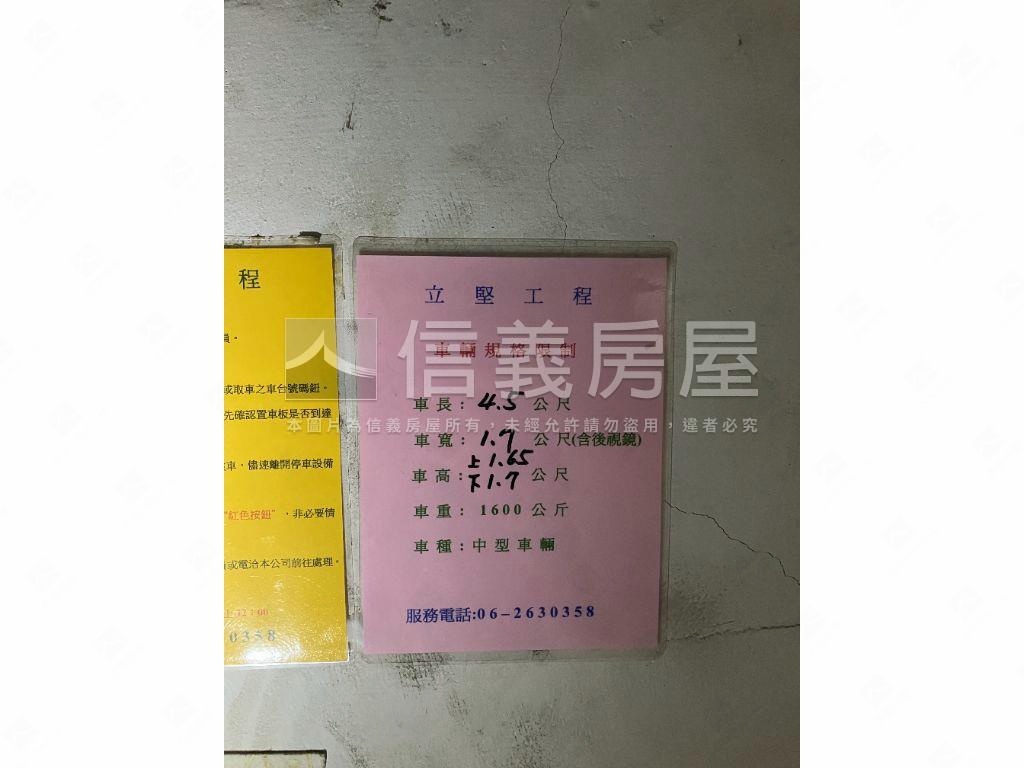 程
員。
或取車之車台號碼鈕。
先確認置車板是否到達
車，儘速離開停車設備
"紅色按鈕"，非必要情
或電洽本公司前往處理。
0358
立堅工程
車輛規格限制
車長：4.5公尺
車寬：1.7公尺(含後視鏡)
車高：上1.65
下1.7公尺
車重：1600公斤
車種：中型車輛
服務電話:06-2630358
信義房屋
本圖片為信義房屋所有，未經允許請勿盜用，違者必究